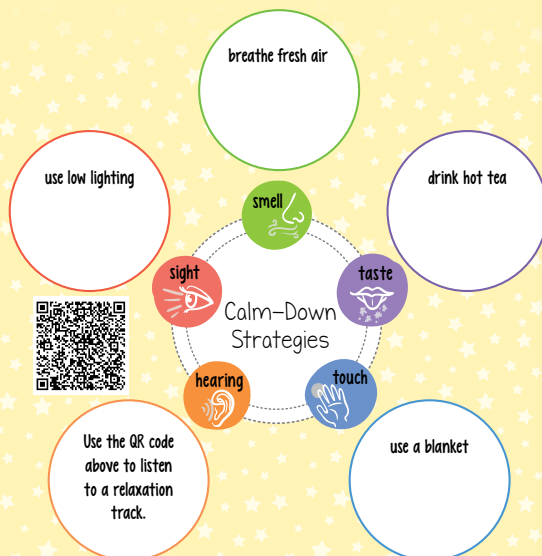 breathe fresh air
use low lighting
drink hot tea
smell
sight
taste
Calm-Down
Strategies
hearing
touch
Use the QR code
above to listen
to a relaxation
track.
use a blanket